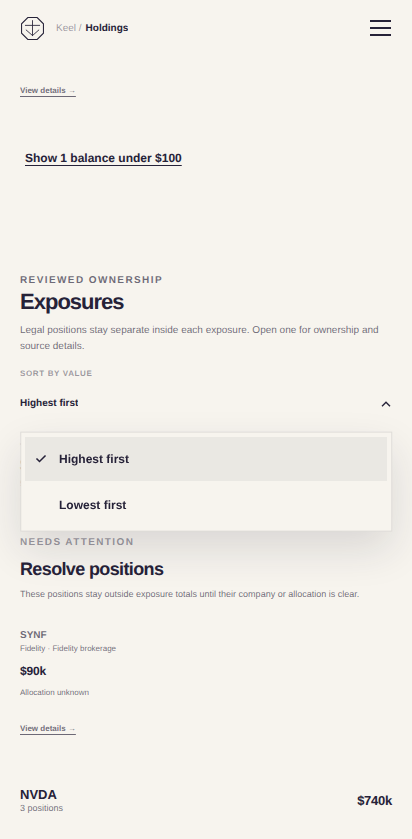 Keel / Holdings
View details →
Show 1 balance under $100
REVIEWED OWNERSHIP
Exposures
Legal positions stay separate inside each exposure. Open one for ownership and
source details.
SORT BY VALUE
Highest first
Highest first
Lowest first
NEEDS ATTENTION
Resolve positions
These positions stay outside exposure totals until their company or allocation is clear.
SYNF
Fidelity · Fidelity brokerage
$90k
Allocation unknown
View details →
NVDA
$740k
3 positions